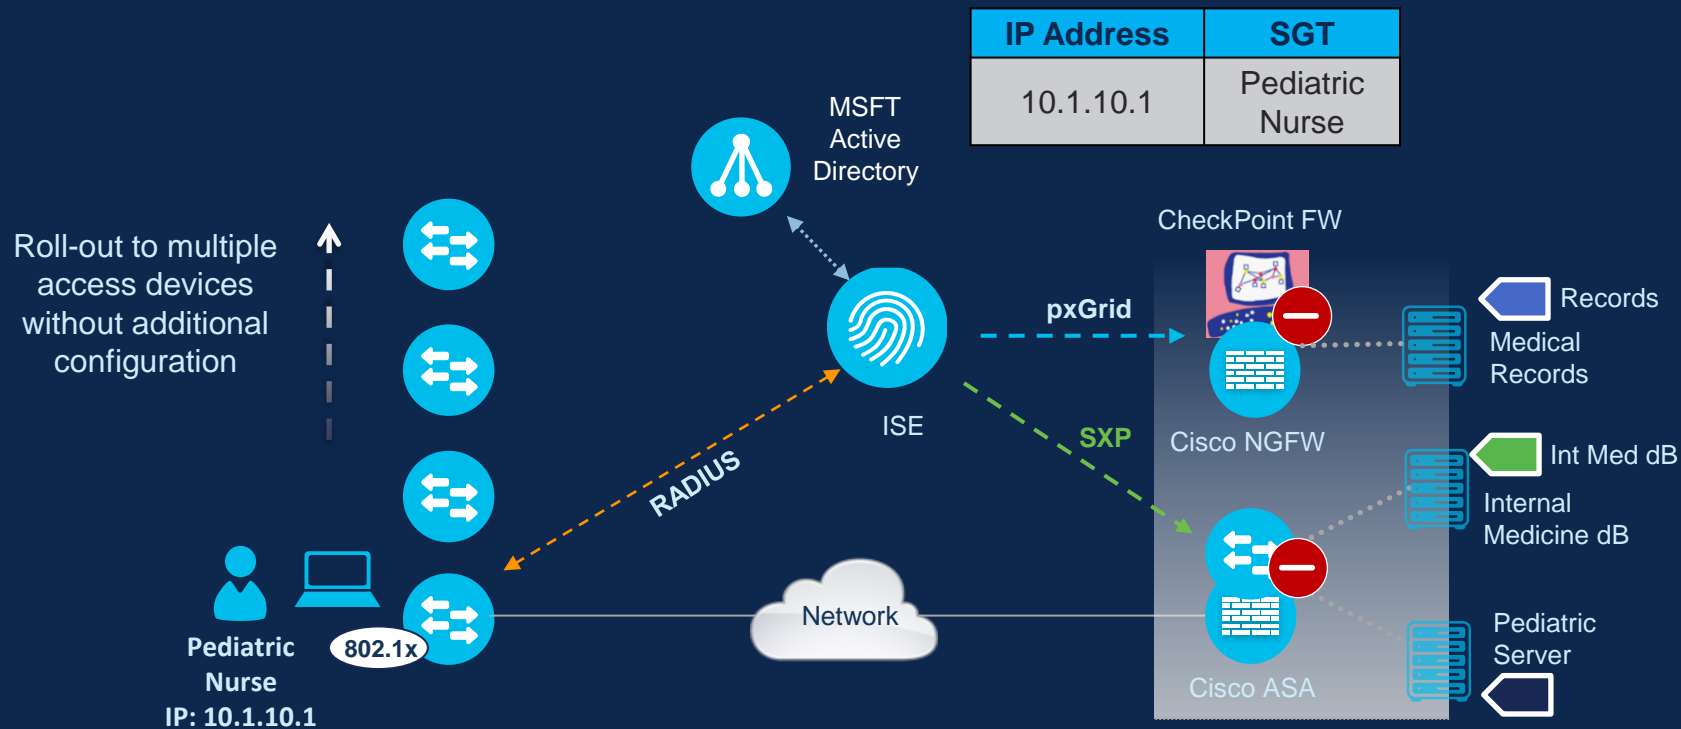 IP Address SGT
10.1.10.1 Pediatric
Nurse
MSFT
Active
Directory
CheckPoint FW
Roll-out to multiple
access devices
without additional
configuration
pxGrid
Records
Medical
Records
ISE
SXP
Cisco NGFW
RADIUS
Int Med dB
Internal
Medicine dB
Network
802.1x
Pediatric
Nurse
IP: 10.1.10.1
Cisco ASA
Pediatric
Server